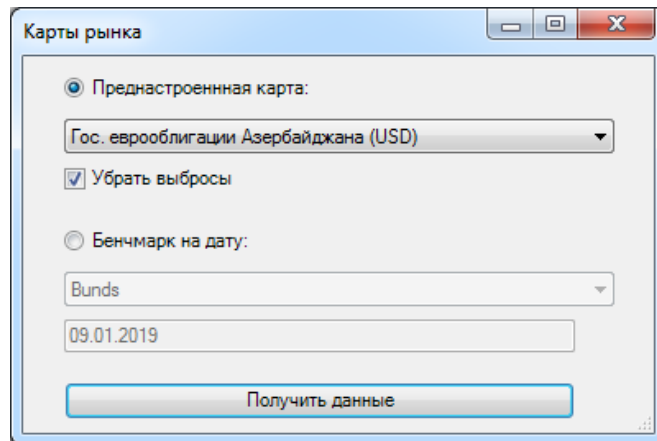 Карты рынка
Преднастроеннная карта:
Гос. еврооблигации Азербайджана (USD)
Убрать выбросы
Бенчмарк на дату:
Bunds
09.01.2019
Получить данные